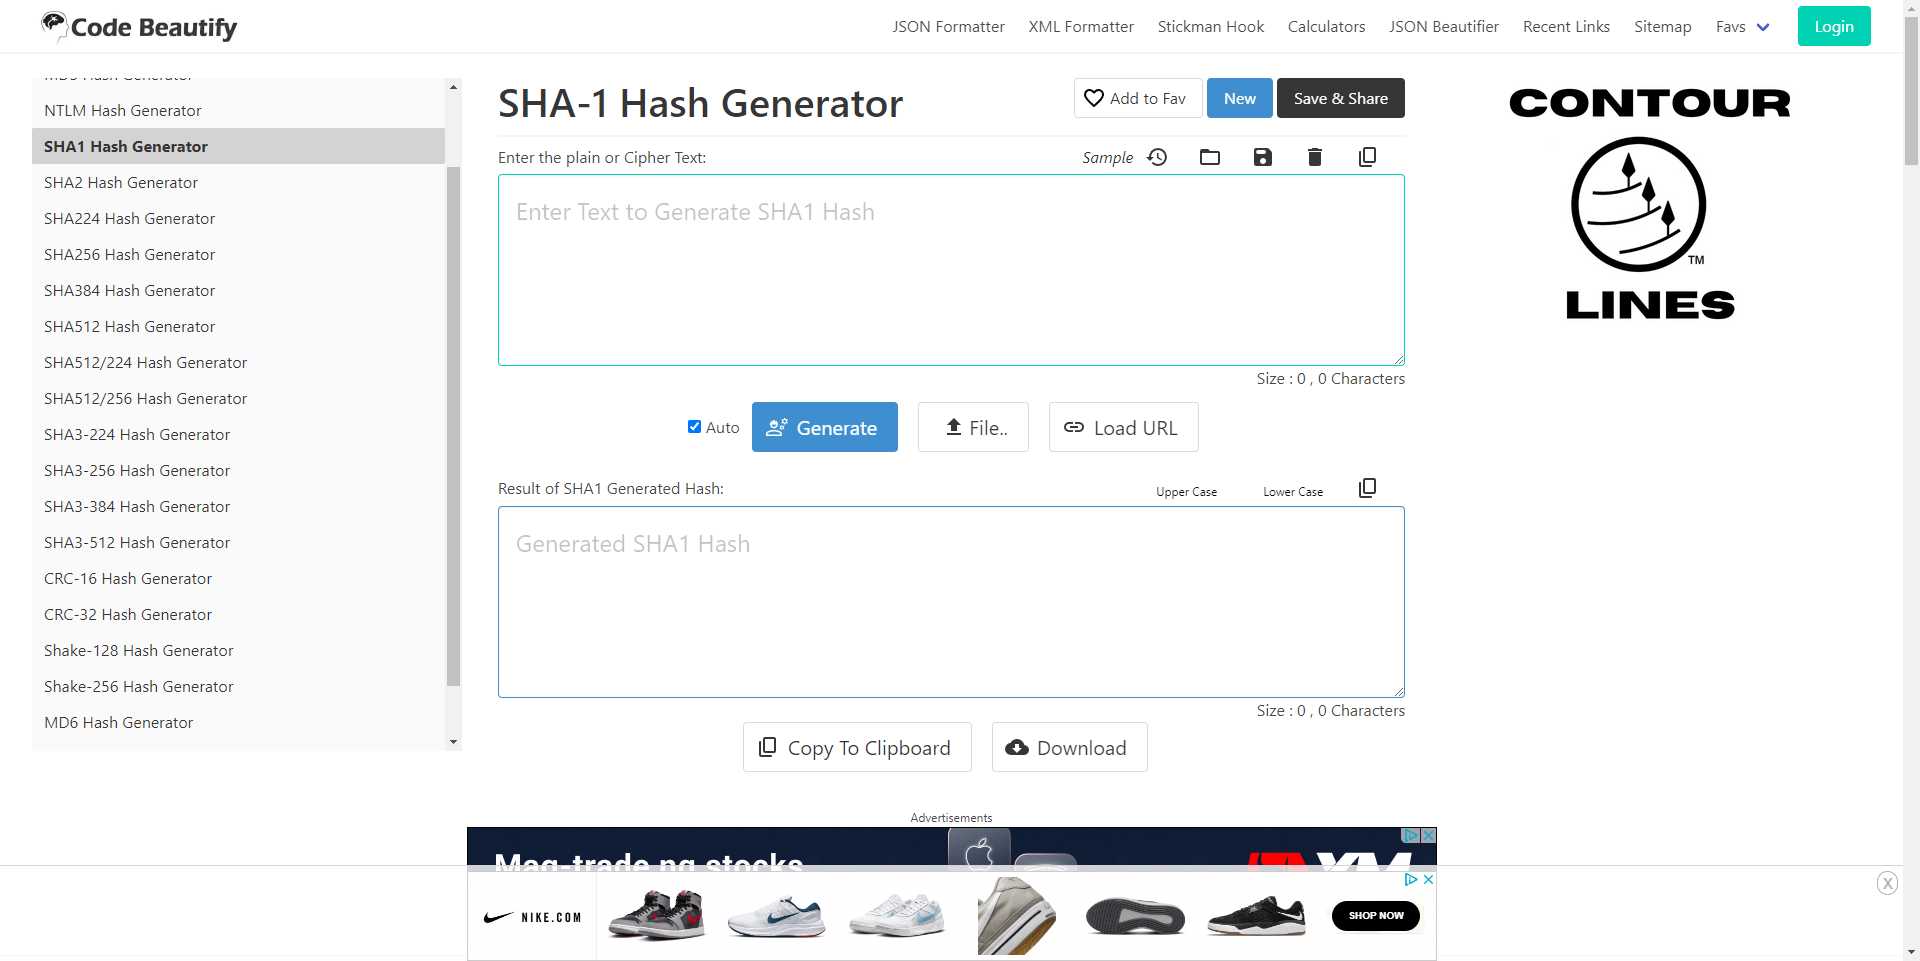 Code Beautify
JSON Formatter
XML Formatter
Stickman Hook
Calculators
JSON Beautifier
Recent Links
Sitemap
Favs
Login
MD5 Hash Generator
NTLM Hash Generator
SHA1 Hash Generator
SHA2 Hash Generator
SHA224 Hash Generator
SHA256 Hash Generator
SHA384 Hash Generator
SHA512 Hash Generator
SHA512/224 Hash Generator
SHA512/256 Hash Generator
SHA3-224 Hash Generator
SHA3-256 Hash Generator
SHA3-384 Hash Generator
SHA3-512 Hash Generator
CRC-16 Hash Generator
CRC-32 Hash Generator
Shake-128 Hash Generator
Shake-256 Hash Generator
MD6 Hash Generator
SHA-1 Hash Generator
Add to Fav
New
Save & Share
Enter the plain or Cipher Text:
Sample
Enter Text to Generate SHA1 Hash
Size : 0 , 0 Characters
Auto
Generate
File..
Load URL
Result of SHA1 Generated Hash:
Upper Case
Lower Case
Generated SHA1 Hash
Size : 0 , 0 Characters
Copy To Clipboard
Download
CONTOUR
TM
LINES
Advertisements
Mag-trade ng stocks
XM
NIKE.COM
SHOP NOW
X